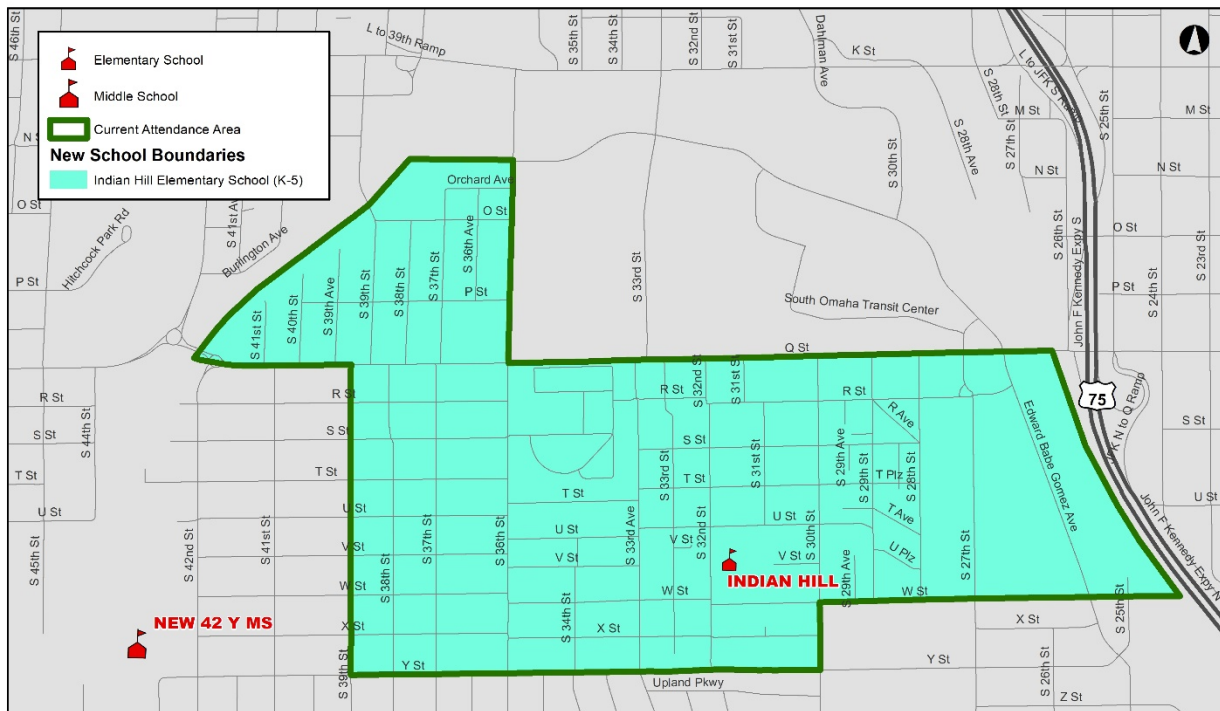 Elementary School
Middle School
Current Attendance Area
New School Boundaries
Indian Hill Elementary School (K-5)
S 46th St
L to 39th Ramp
S 35th St
S 34th St
S 32nd St
S 31st St
Dahlman Ave
K St
L to JFK S Ramp
S 28th St
S 27th St
M St
S 25th St
M St
S 28th Ave
N St
N St
N St
S 30th St
Orchard Ave
O St
S 36th Ave
O St
Hitchcock Park Rd
S 41st Ave
Burlington Ave
S 26th St
John F Kennedy Expy S
O St
S 23rd St
P St
S 33rd St
S 39th St
S 38th St
S 37th St
P St
S 24th St
P St
S 41st St
S 40th St
S 39th Ave
South Omaha Transit Center
Q St
R St
S 44th St
R St
R St
S 32nd St
S 31st St
R St
R Ave
Edward Babe Gomez Ave
75
JFK N to Q Ramp
S St
S St
S St
S St
T St
T St
S 33rd St
T St
S 31st St
S 29th Ave
S 29th St
T Plz
S 28th St
T St
U St
U St
S 37th St
S 36th St
U St
33rd Ave
S 32nd St
U St
S 30th St
T Ave
U St
John F Kennedy Expy N
S 45th St
S 42nd St
S 41st St
V St
S 38th St
V St
V St
V St
U Plz
S 27th St
INDIAN HILL
W St
W St
S 29th Ave
W St
S 25th St
NEW 42 Y MS
X St
S 34th St
X St
X St
S 39th St
Y St
Upland Pkwy
Y St
S 26th St
Z St